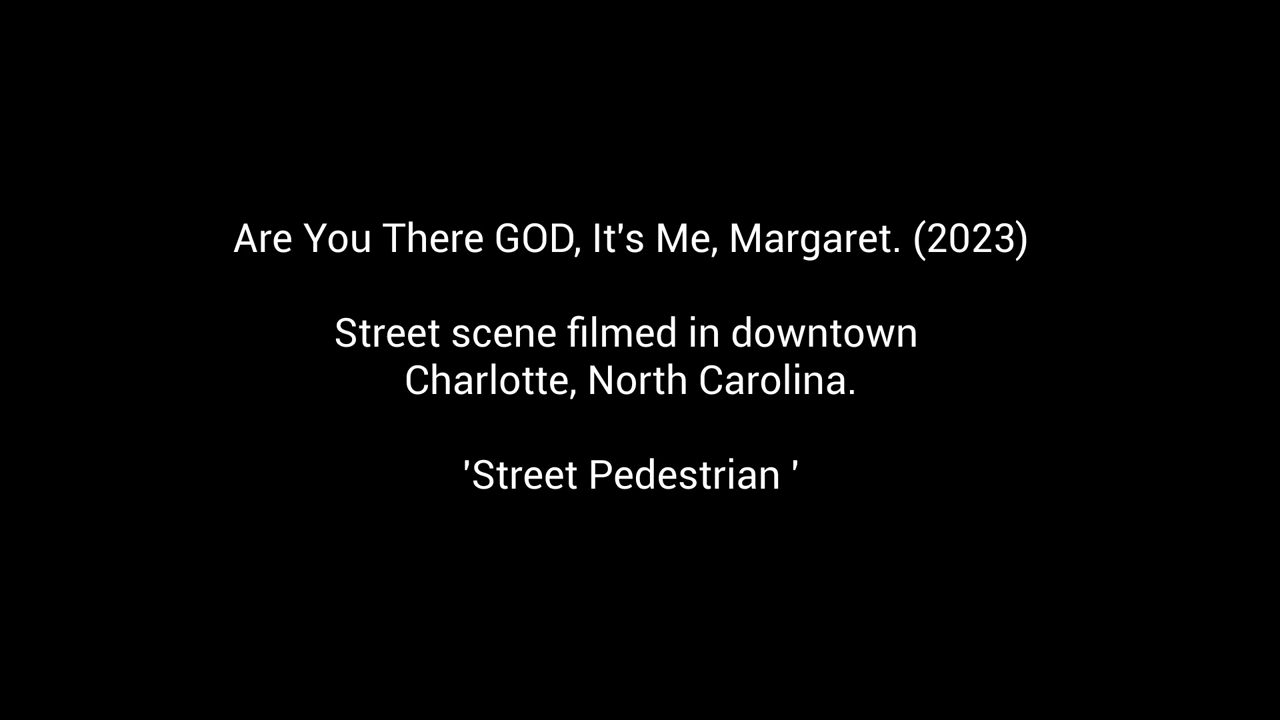 Are You There GOD, It's Me, Margaret. (2023)
Street scene filmed in downtown
Charlotte, North Carolina.
'Street Pedestrian '